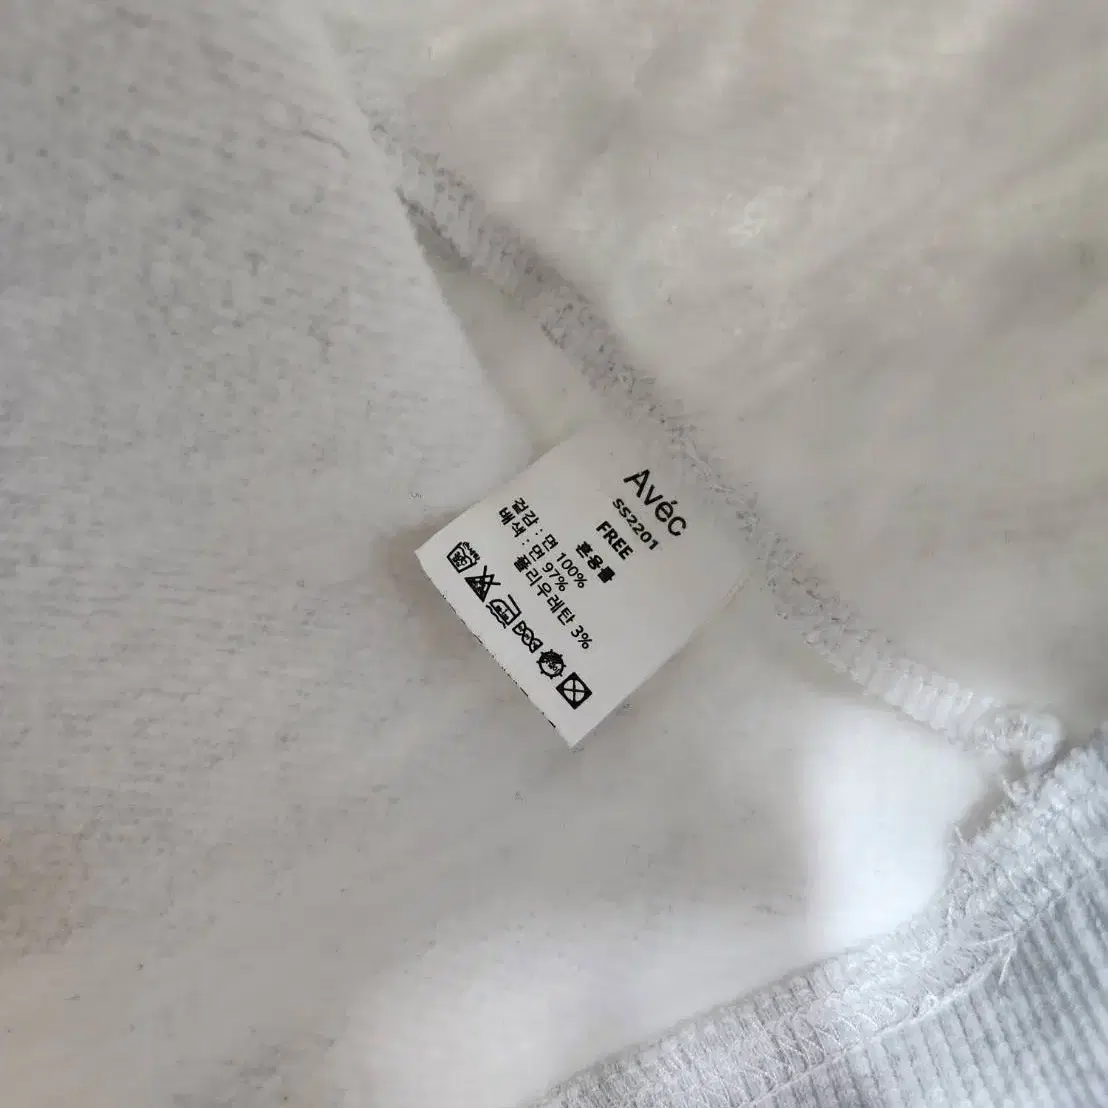 Avéc
SS2201
FREE
혼용률
겉감 : 면 100%
배색 : 면 97%
폴리우레탄 3%